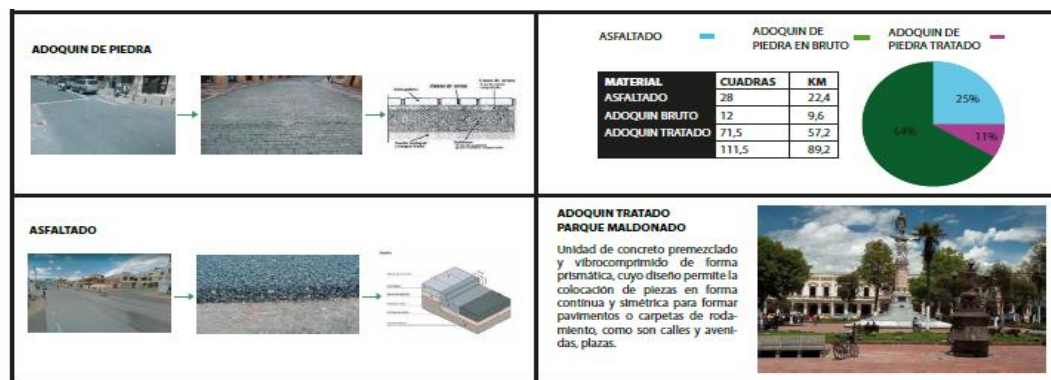 ADOQUIN DE PIEDRA
ASFALTADO
ADOQUIN DE
PIEDRA EN BRUTO
ADOQUIN DE
PIEDRA TRATADO
MATERIAL CUADRAS KM
ASFALTADO 28 22,4
ADOQUIN BRUTO 12 9,6
ADOQUIN TRATADO 71,5 57,2
111,5 89,2
25%
64%
11%
ASFALTADO
ADOQUIN TRATADO
PARQUE MALDONADO
Unidad de concreto premezclado
y vibrocomprimido de forma
prismática, cuyo diseño permite la
colocación de piezas en forma
continua y simétrica para formar
pavimentos o carpetas de roda-
miento, como son calles y aveni-
das, plazas.